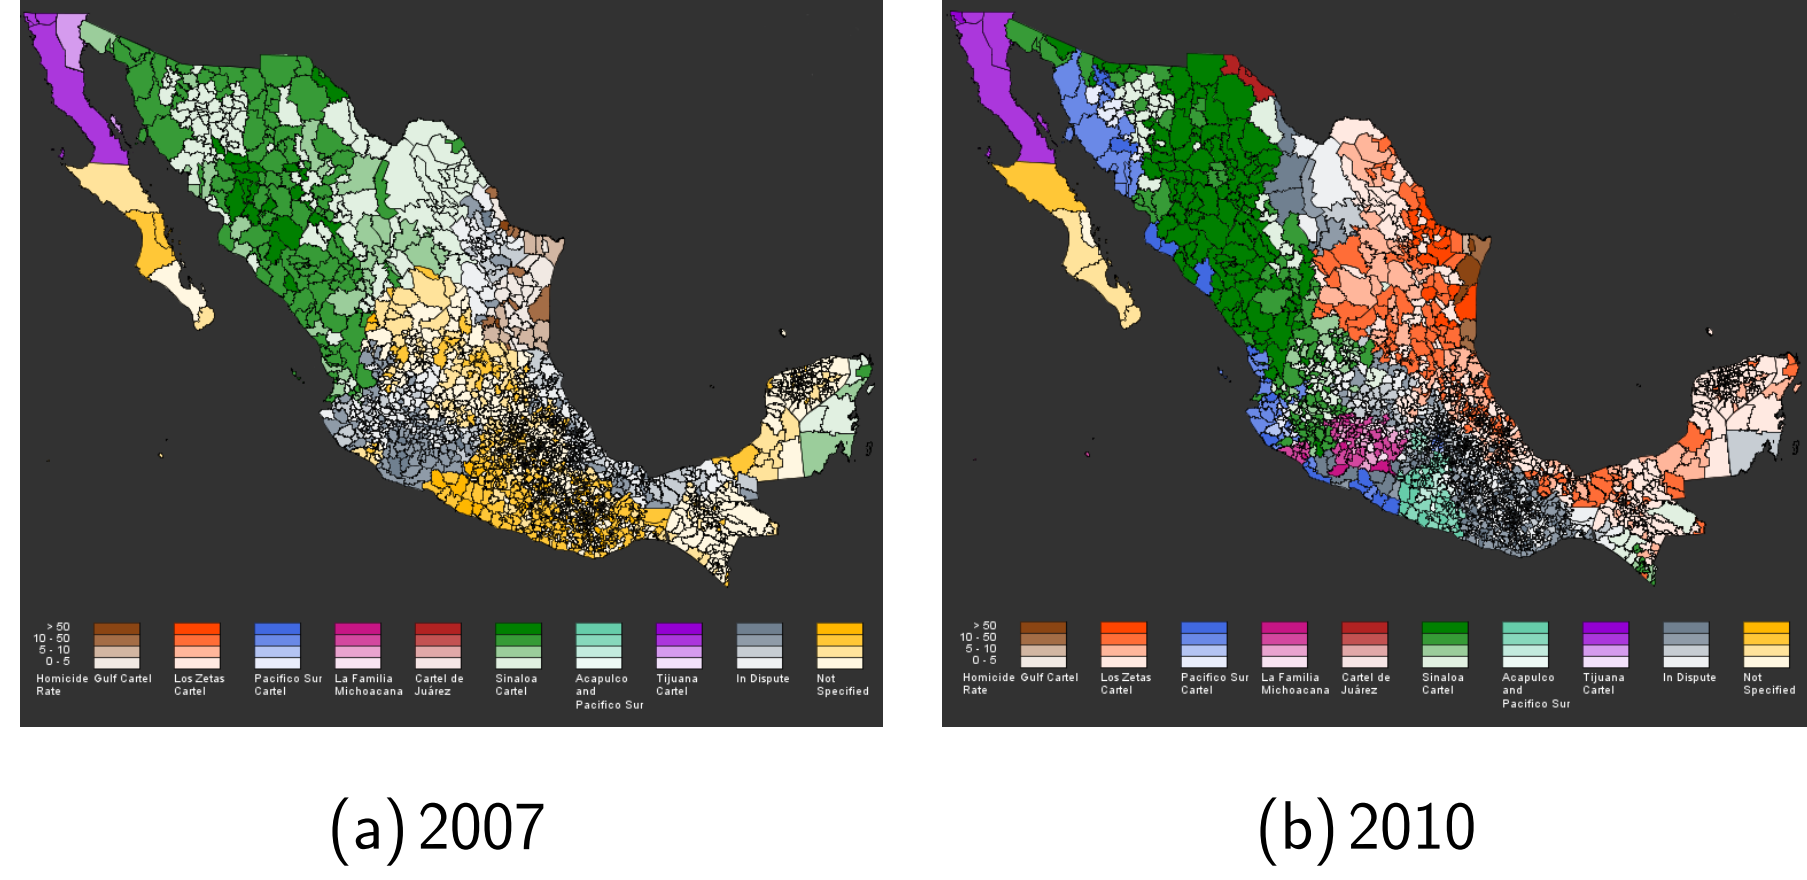 > 50
10 - 50
5 - 10
0 - 5
Homicide Rate
Gulf Cartel
Los Zetas Cartel
Pacifico Sur Cartel
La Familia Michoacana
Cartel de Juárez
Sinaloa Cartel
Acapulco and Pacifico Sur
Tijuana Cartel
In Dispute
Not Specified
> 50
10 - 50
5 - 10
0 - 5
Homicide Rate
Gulf Cartel
Los Zetas Cartel
Pacifico Sur Cartel
La Familia Michoacana
Cartel de Juárez
Sinaloa Cartel
Acapulco and Pacifico Sur
Tijuana Cartel
In Dispute
Not Specified
(a) 2007
(b) 2010